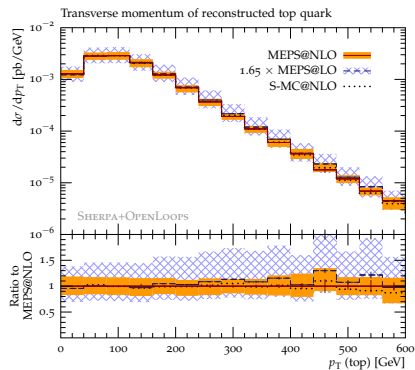 Transverse momentum of reconstructed top quark
MEPS@NLO
1.65 × MEPS@LO
S-MC@NLO
10⁻²
10⁻³
10⁻⁴
10⁻⁵
dσ/dpT [pb/GeV]
SHERPA+OPENLOOPS
1.5
1
0.5
Ratio to
MEPS@NLO
0 100 200 300 400 500 600
pT (top) [GeV]